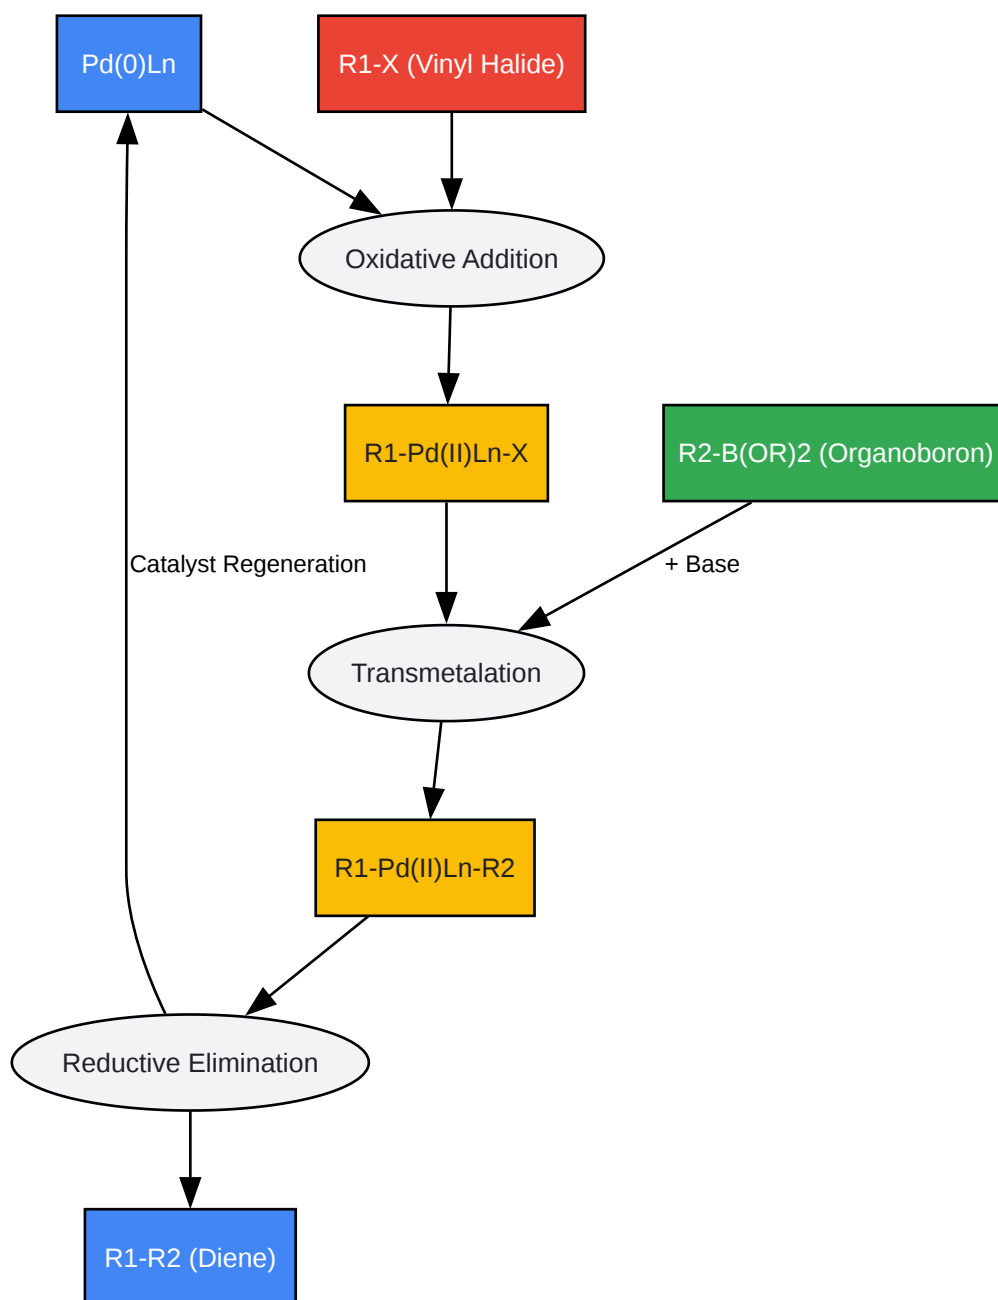 Pd(0)Ln
R1-X (Vinyl Halide)
Oxidative Addition
R1-Pd(II)Ln-X
R2-B(OR)2 (Organoboron)
Catalyst Regeneration
+ Base
Transmetalation
R1-Pd(II)Ln-R2
Reductive Elimination
R1-R2 (Diene)